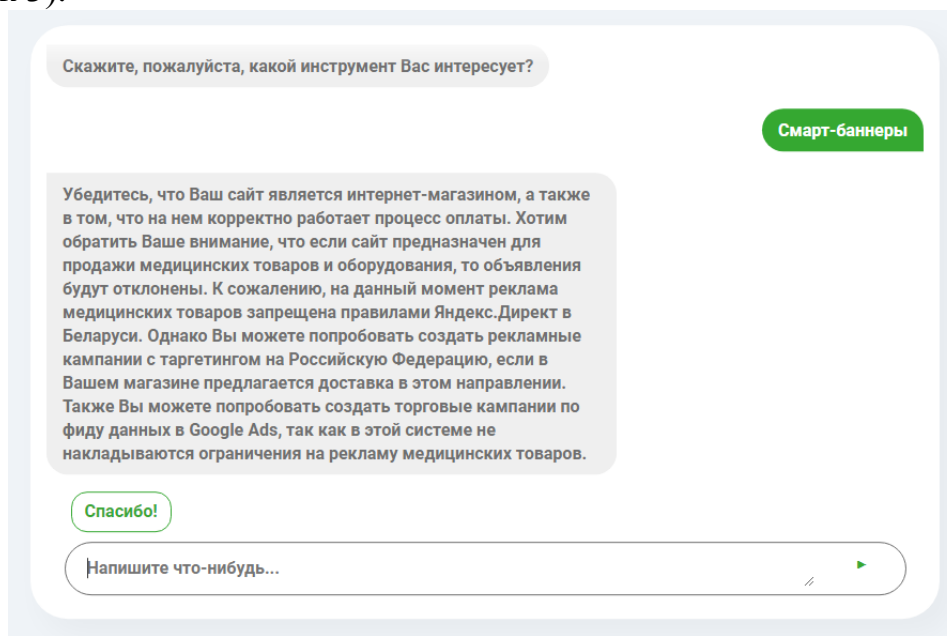 Скажите, пожалуйста, какой инструмент Вас интересует?
Смарт-баннеры
Убедитесь, что Ваш сайт является интернет-магазином, а также
в том, что на нем корректно работает процесс оплаты. Хотим
обратить Ваше внимание, что если сайт предназначен для
продажи медицинских товаров и оборудования, то объявления
будут отклонены. К сожалению, на данный момент реклама
медицинских товаров запрещена правилами Яндекс.Директ в
Беларуси. Однако Вы можете попробовать создать рекламные
кампании с таргетингом на Российскую Федерацию, если в
Вашем магазине предлагается доставка в этом направлении.
Также Вы можете попробовать создать торговые кампании по
фиду данных в Google Ads, так как в этой системе не
накладываются ограничения на рекламу медицинских товаров.
Спасибо!
Напишите что-нибудь...